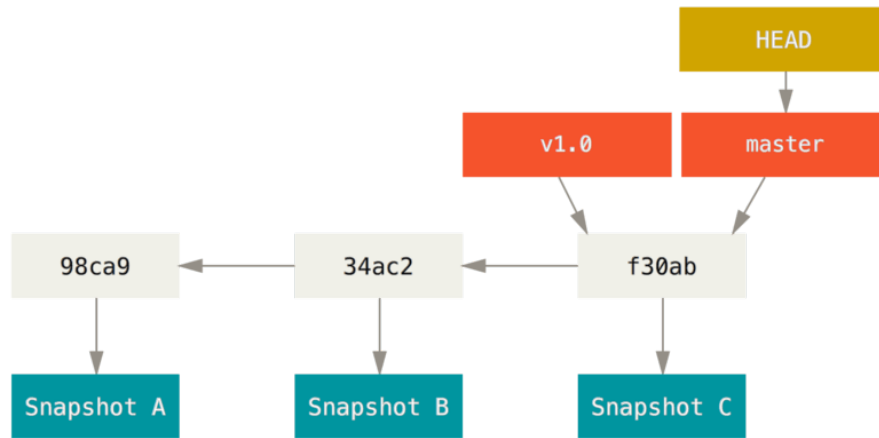 HEAD
v1.0
master
98ca9
34ac2
f30ab
Snapshot A
Snapshot B
Snapshot C